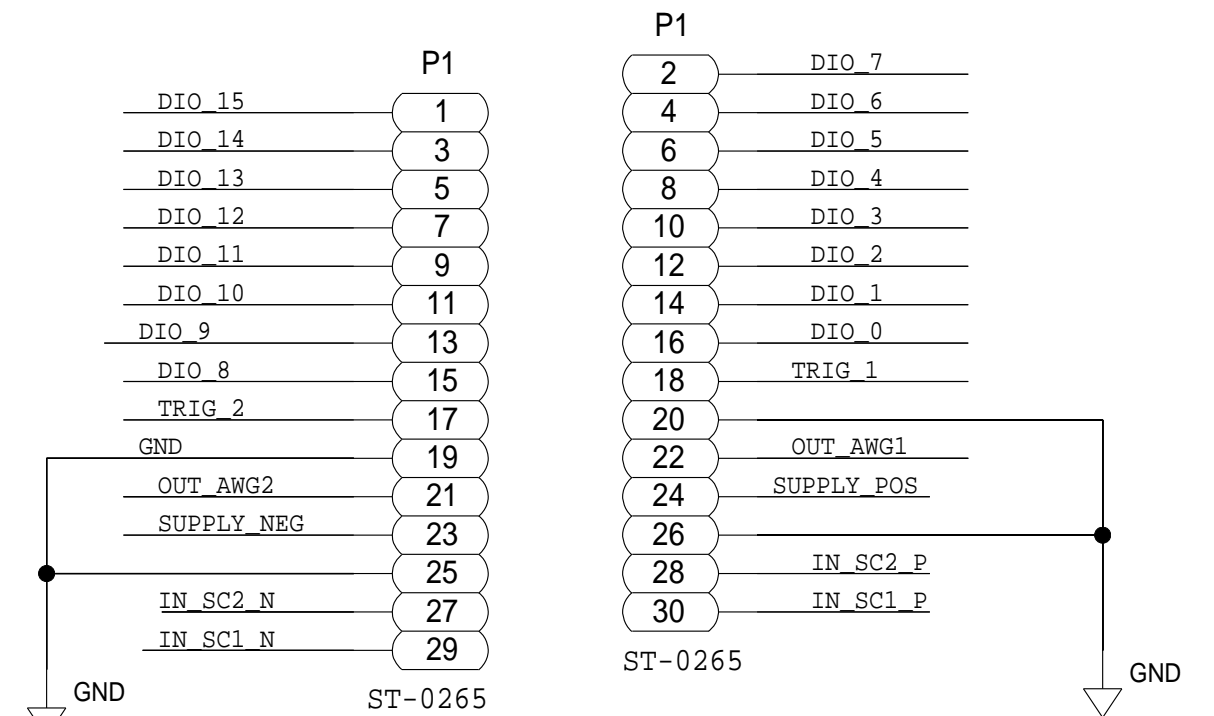 P1
DIO_15 1
DIO_14 3
DIO_13 5
DIO_12 7
DIO_11 9
DIO_10 11
DIO_9 13
DIO_8 15
TRIG_2 17
GND 19
OUT_AWG2 21
SUPPLY_NEG 23
25
IN_SC2_N 27
IN_SC1_N 29
GND
ST-0265
P1
2 DIO_7
4 DIO_6
6 DIO_5
8 DIO_4
10 DIO_3
12 DIO_2
14 DIO_1
16 DIO_0
18 TRIG_1
20
22 OUT_AWG1
24 SUPPLY_POS
26
28 IN_SC2_P
30 IN_SC1_P
ST-0265
GND